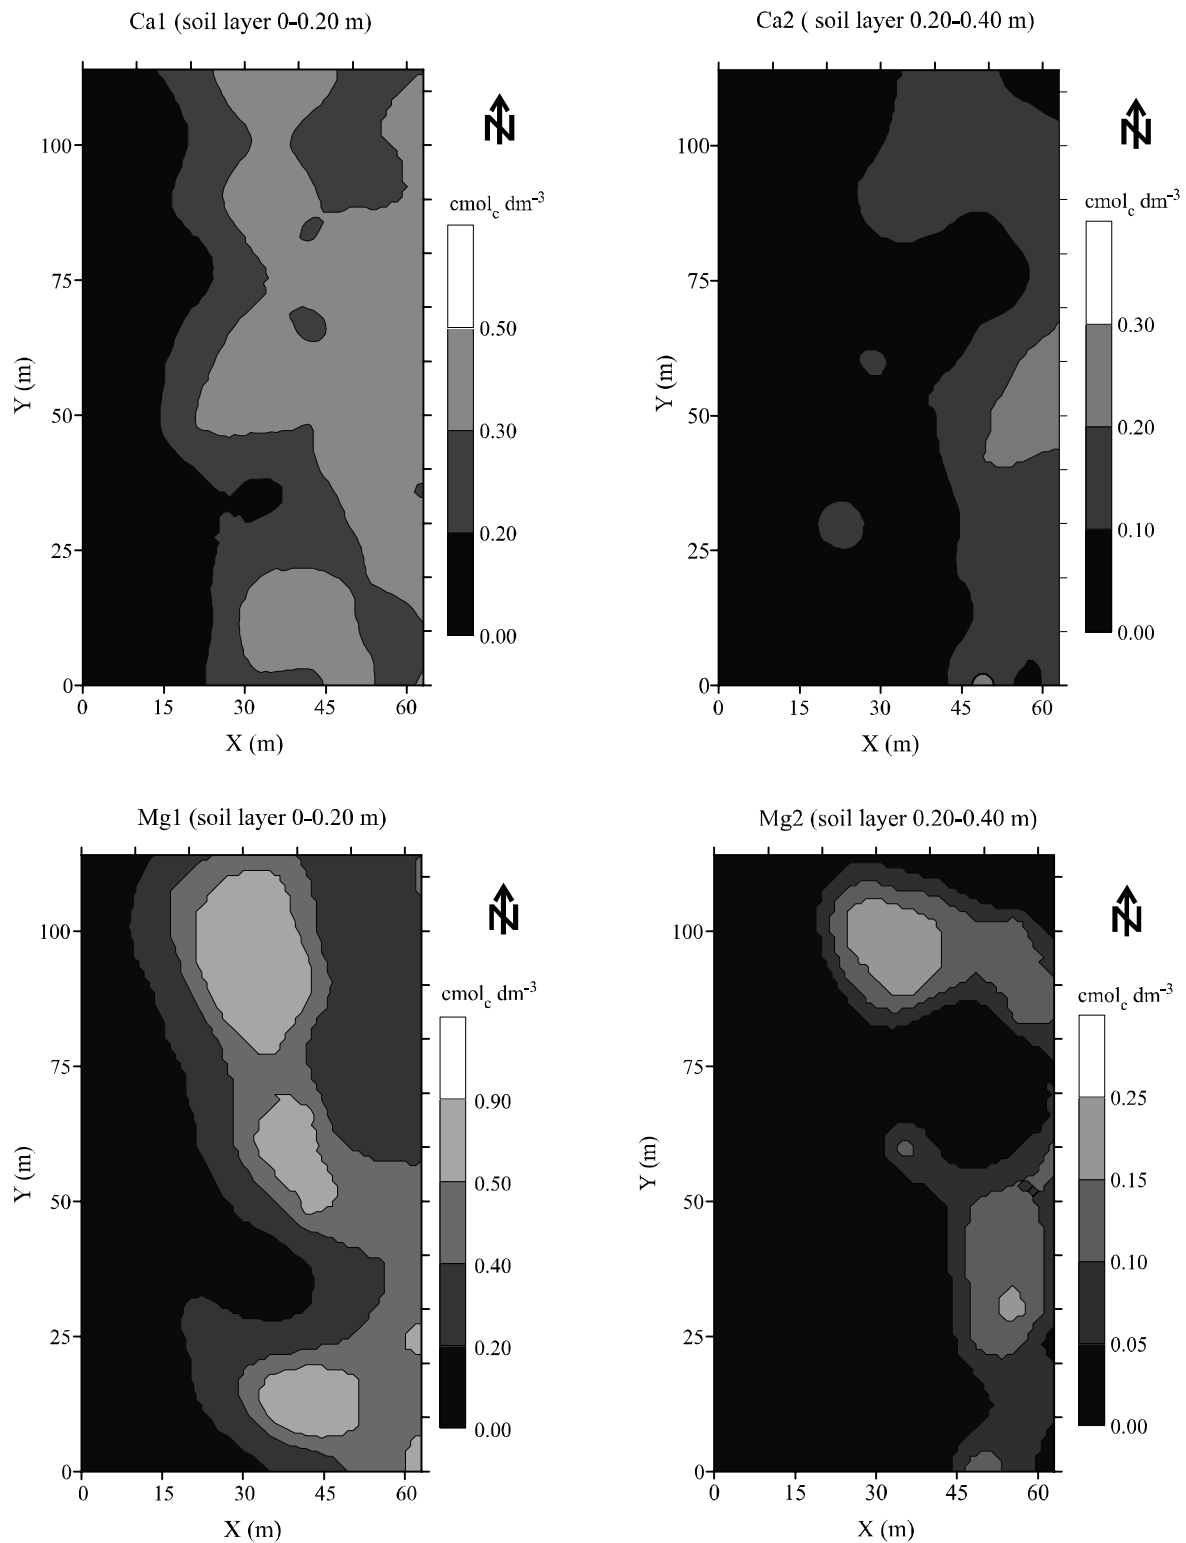 Ca1 (soil layer 0-0.20 m)
N
cmolc dm-3
0.50
0.30
0.20
0.00
100
75
50
25
0
Y (m)
0 15 30 45 60
X (m)
Ca2 ( soil layer 0.20-0.40 m)
N
cmolc dm-3
0.30
0.20
0.10
0.00
100
75
50
25
0
Y (m)
0 15 30 45 60
X (m)
Mg1 (soil layer 0-0.20 m)
N
cmolc dm-3
0.90
0.50
0.40
0.20
0.00
100
75
50
25
0
Y (m)
0 15 30 45 60
X (m)
Mg2 (soil layer 0.20-0.40 m)
N
cmolc dm-3
0.25
0.15
0.10
0.05
0.00
100
75
50
25
0
Y (m)
0 15 30 45 60
X (m)